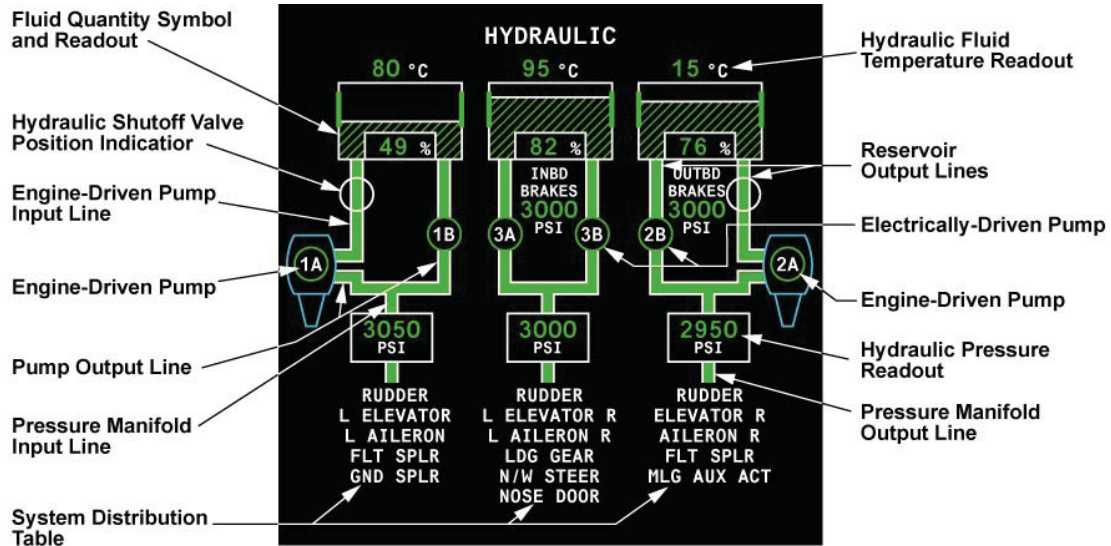 Fluid Quantity Symbol
and Readout
Hydraulic Shutoff Valve
Position Indicatior
Engine-Driven Pump
Input Line
Engine-Driven Pump
Pump Output Line
Pressure Manifold
Input Line
System Distribution
Table
HYDRAULIC
80 °C 95 °C 15 °C
49 % 82 % 76 %
INBD OUTBD
BRAKES BRAKES
3000 3000
PSI PSI
1B 3A 3B 2B
1A 2A
3050 3000 2950
PSI PSI PSI
RUDDER RUDDER RUDDER
L ELEVATOR L ELEVATOR R ELEVATOR R
L AILERON L AILERON R AILERON R
FLT SPLR LDG GEAR FLT SPLR
GND SPLR N/W STEER MLG AUX ACT
NOSE DOOR
Hydraulic Fluid
Temperature Readout
Reservoir
Output Lines
Electrically-Driven Pump
Engine-Driven Pump
Hydraulic Pressure
Readout
Pressure Manifold
Output Line